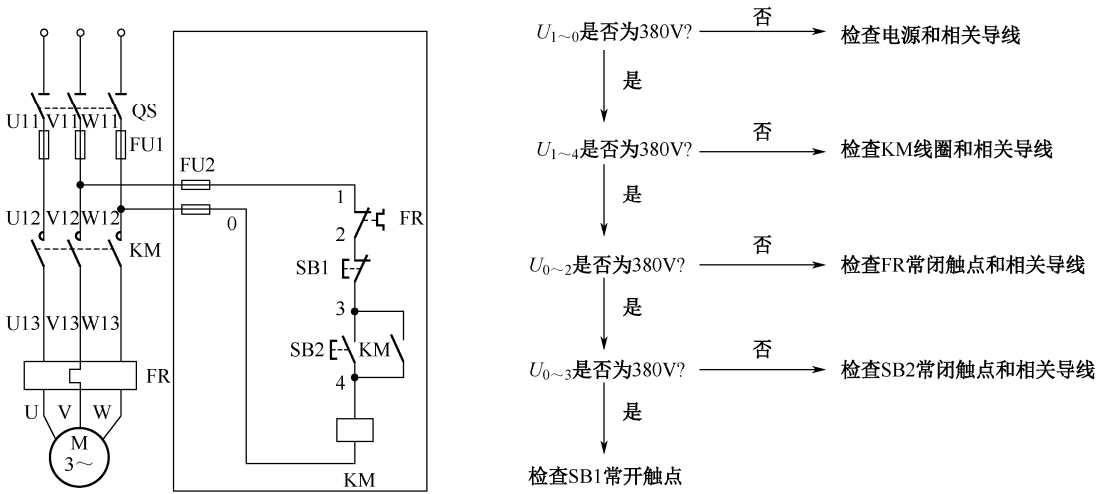 QS
U11 V11 W11
FU1
FU2
1
0
FR
2
U12 V12 W12
KM
SB1
3
U13 V13 W13
SB2
KM
4
FR
U V W
M
3～
KM
U1～0是否为380V?
否
检查电源和相关导线
是
U1～4是否为380V?
否
检查KM线圈和相关导线
是
U0～2是否为380V?
否
检查FR常闭触点和相关导线
是
U0～3是否为380V?
否
检查SB2常闭触点和相关导线
是
检查SB1常开触点